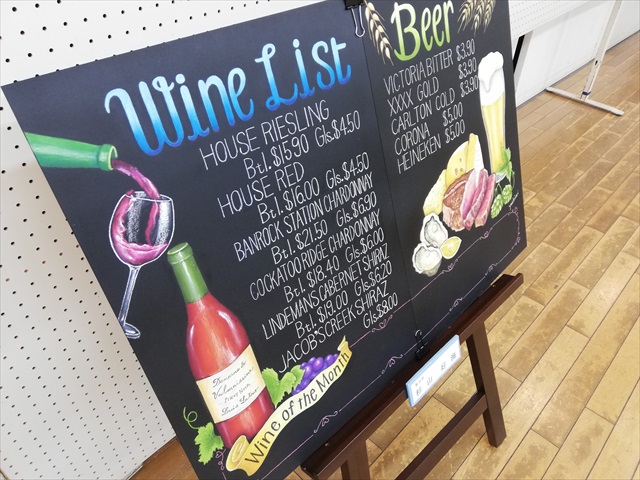 Wine List
HOUSE RIESLING
Btl.$15.90 Gls.$4.50
HOUSE RED
Btl.$16.00 Gls.$4.50
BANROCK STATION CHARDONNAY
Btl.$21.50 Gls.$6.90
COCKATOO RIDGE CHARDONNAY
Btl.$18.40 Gls.$6.00
LINDEMANS CABERNET SHIRAZ
Btl.$15.00 Gls.$6.20
JACOB'S CREEK SHIRAZ
Gls.$8.00
Wine of the Month
Beer
VICTORIA BITTER $3.90
XXXX GOLD $3.90
CARLTON COLD $3.90
CORONA $5.00
HEINEKEN $5.00